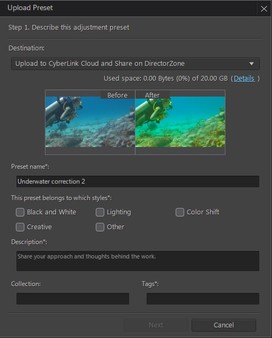 Upload Preset
Step 1. Describe this adjustment preset
Destination:
Upload to CyberLink Cloud and Share on DirectorZone
Used space: 0.00 Bytes (0%) of 20.00 GB (Details)
Before After
Preset name*:
Underwater correction 2
This preset belongs to which styles*:
Black and White Lighting Color Shift
Creative Other
Description*:
Share your approach and thoughts behind the work.
Collection: Tags*:
Next Cancel